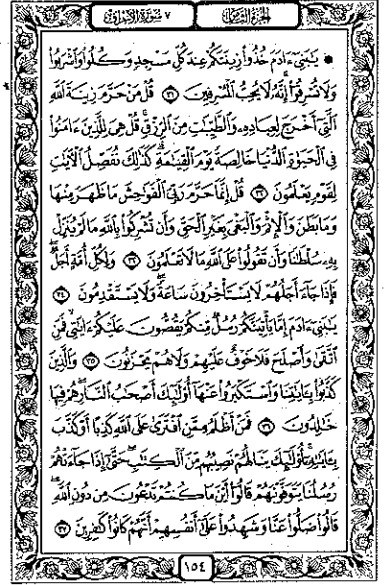 الجزء الثامن
٧ سورة الأعراف
۞ يَٰبَنِىٓ ءَادَمَ خُذُوا۟ زِينَتَكُمْ عِندَ كُلِّ مَسْجِدٍ وَكُلُوا۟ وَٱشْرَبُوا۟
وَلَا تُسْرِفُوٓا۟ ۚ إِنَّهُۥ لَا يُحِبُّ ٱلْمُسْرِفِينَ ٣١ قُلْ مَنْ حَرَّمَ زِينَةَ ٱللَّهِ
ٱلَّتِىٓ أَخْرَجَ لِعِبَادِهِۦ وَٱلطَّيِّبَٰتِ مِنَ ٱلرِّزْقِ ۚ قُلْ هِىَ لِلَّذِينَ ءَامَنُوا۟
فِى ٱلْحَيَوٰةِ ٱلدُّنْيَا خَالِصَةً يَوْمَ ٱلْقِيَٰمَةِ ۗ كَذَٰلِكَ نُفَصِّلُ ٱلْءَايَٰتِ
لِقَوْمٍ يَعْلَمُونَ ٣٢ قُلْ إِنَّمَا حَرَّمَ رَبِّىَ ٱلْفَوَٰحِشَ مَا ظَهَرَ مِنْهَا
وَمَا بَطَنَ وَٱلْإِثْمَ وَٱلْبَغْىَ بِغَيْرِ ٱلْحَقِّ وَأَن تُشْرِكُوا۟ بِٱللَّهِ مَا لَمْ يُنَزِّلْ
بِهِۦ سُلْطَٰنًا وَأَن تَقُولُوا۟ عَلَى ٱللَّهِ مَا لَا تَعْلَمُونَ ٣٣ وَلِكُلِّ أُمَّةٍ أَجَلٌ ۖ
فَإِذَا جَآءَ أَجَلُهُمْ لَا يَسْتَأْخِرُونَ سَاعَةً ۖ وَلَا يَسْتَقْدِمُونَ ٣٤
يَٰبَنِىٓ ءَادَمَ إِمَّا يَأْتِيَنَّكُمْ رُسُلٌ مِّنكُمْ يَقُصُّونَ عَلَيْكُمْ ءَايَٰتِى ۙ فَمَنِ
ٱتَّقَىٰ وَأَصْلَحَ فَلَا خَوْفٌ عَلَيْهِمْ وَلَا هُمْ يَحْزَنُونَ ٣٥ وَٱلَّذِينَ
كَذَّبُوا۟ بِـَٔايَٰتِنَا وَٱسْتَكْبَرُوا۟ عَنْهَآ أُو۟لَٰٓئِكَ أَصْحَٰبُ ٱلنَّارِ ۖ هُمْ فِيهَا
خَٰلِدُونَ ٣٦ فَمَنْ أَظْلَمُ مِمَّنِ ٱفْتَرَىٰ عَلَى ٱللَّهِ كَذِبًا أَوْ كَذَّبَ
بِـَٔايَٰتِهِۦٓ ۚ أُو۟لَٰٓئِكَ يَنَالُهُمْ نَصِيبُهُم مِّنَ ٱلْكِتَٰبِ ۖ حَتَّىٰٓ إِذَا جَآءَتْهُمْ
رُسُلُنَا يَتَوَفَّوْنَهُمْ قَالُوٓا۟ أَيْنَ مَا كُنتُمْ تَدْعُونَ مِن دُونِ ٱللَّهِ ۖ
قَالُوا۟ ضَلُّوا۟ عَنَّا وَشَهِدُوا۟ عَلَىٰٓ أَنفُسِهِمْ أَنَّهُمْ كَانُوا۟ كَٰفِرِينَ ٣٧
١٥٤